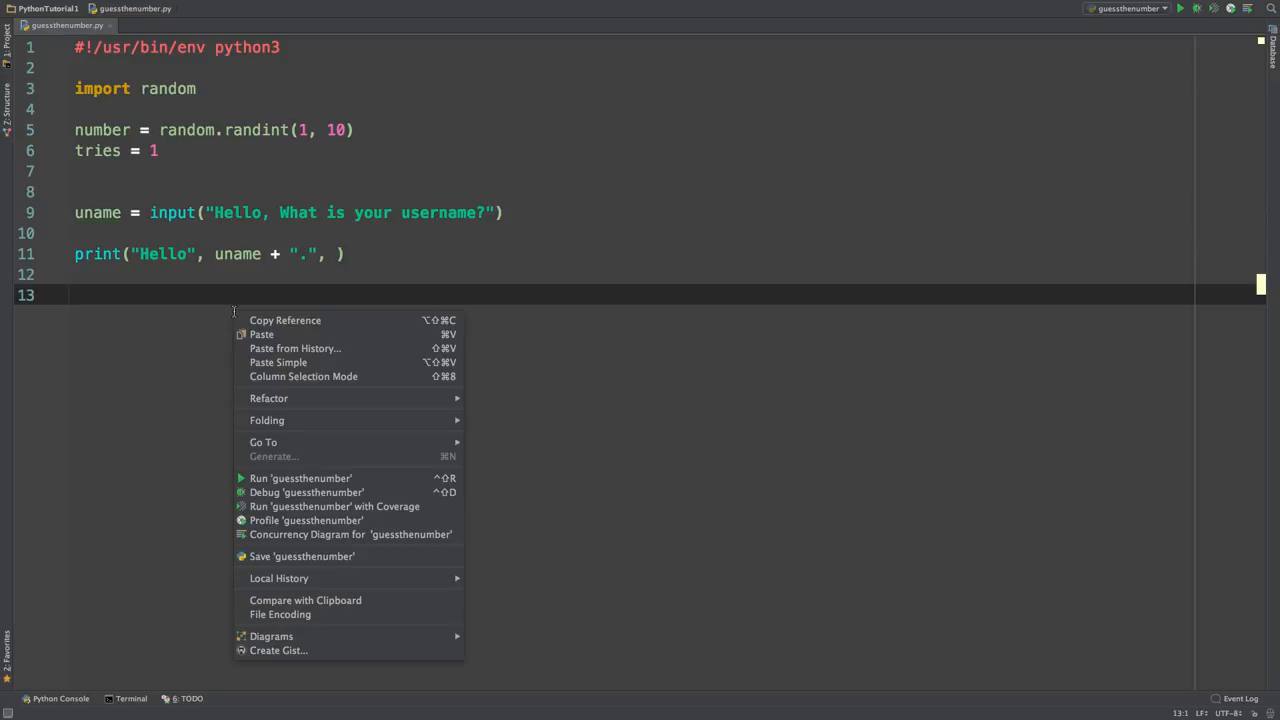 PythonTutorial1 guessthenumber.py guessthenumber
guessthenumber.py
1: Project
Z: Structure
2: Favorites
Database
1 #!/usr/bin/env python3
2
3 import random
4
5 number = random.randint(1, 10)
6 tries = 1
7
8
9 uname = input("Hello, What is your username?")
10
11 print("Hello", uname + ".", )
12
13
Copy Reference ⌥⇧⌘C
Paste ⌘V
Paste from History... ⇧⌘V
Paste Simple ⌥⇧⌘V
Column Selection Mode ⇧⌘8
Refactor
Folding
Go To
Generate... ⌘N
Run 'guessthenumber' ^⇧R
Debug 'guessthenumber' ^⇧D
Run 'guessthenumber' with Coverage
Profile 'guessthenumber'
Concurrency Diagram for 'guessthenumber'
Save 'guessthenumber'
Local History
Compare with Clipboard
File Encoding
Diagrams
Create Gist...
Python Console Terminal 6: TODO Event Log
13:1 LF÷ UTF-8÷